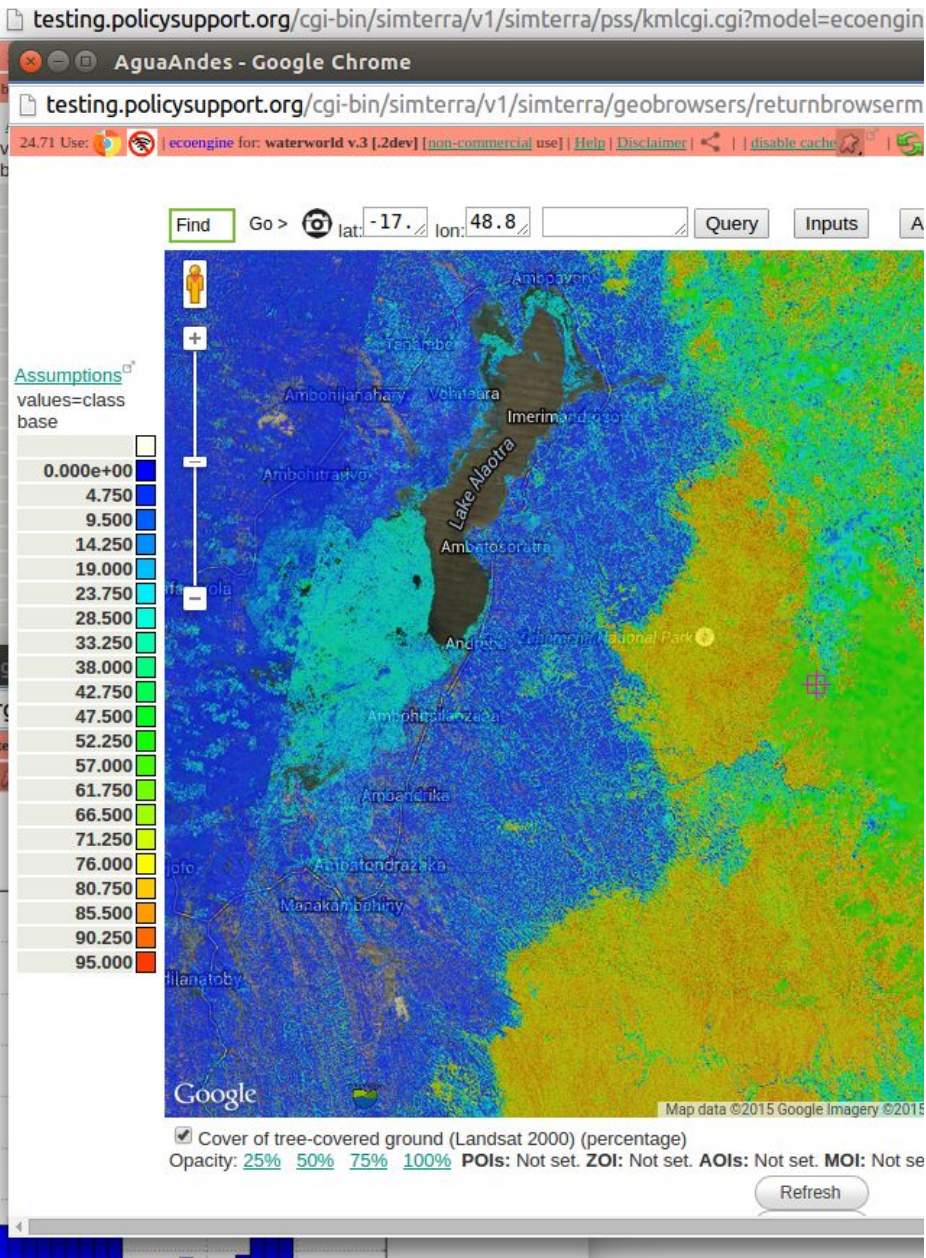 testing.policysupport.org/cgi-bin/simterra/v1/simterra/pss/kmlcgi.cgi?model=ecoengin
AguaAndes - Google Chrome
testing.policysupport.org/cgi-bin/simterra/v1/simterra/geobrowsers/returnbrowserm
24.71 Use: | ecoengine for: waterworld v.3 [.2dev] [non-commercial use] | Help | Disclaimer | | | disable cache |
Find Go > lat: -17. lon: 48.8 Query Inputs A
Assumptions
values=class
base
0.000e+00
4.750
9.500
14.250
19.000
23.750
28.500
33.250
38.000
42.750
47.500
52.250
57.000
61.750
66.500
71.250
76.000
80.750
85.500
90.250
95.000
Tanambe
Ambohijanahary
Imerimandroso
Ambohitrarivo
Lake Alaotra
Ambatosoratra
Andreba
Zahamena National Park
Ambandrika
Ambatondrazaka
Manakambahiny
Google
Map data ©2015 Google Imagery ©2015
Cover of tree-covered ground (Landsat 2000) (percentage)
Opacity: 25% 50% 75% 100% POIs: Not set. ZOI: Not set. AOIs: Not set. MOI: Not se
Refresh